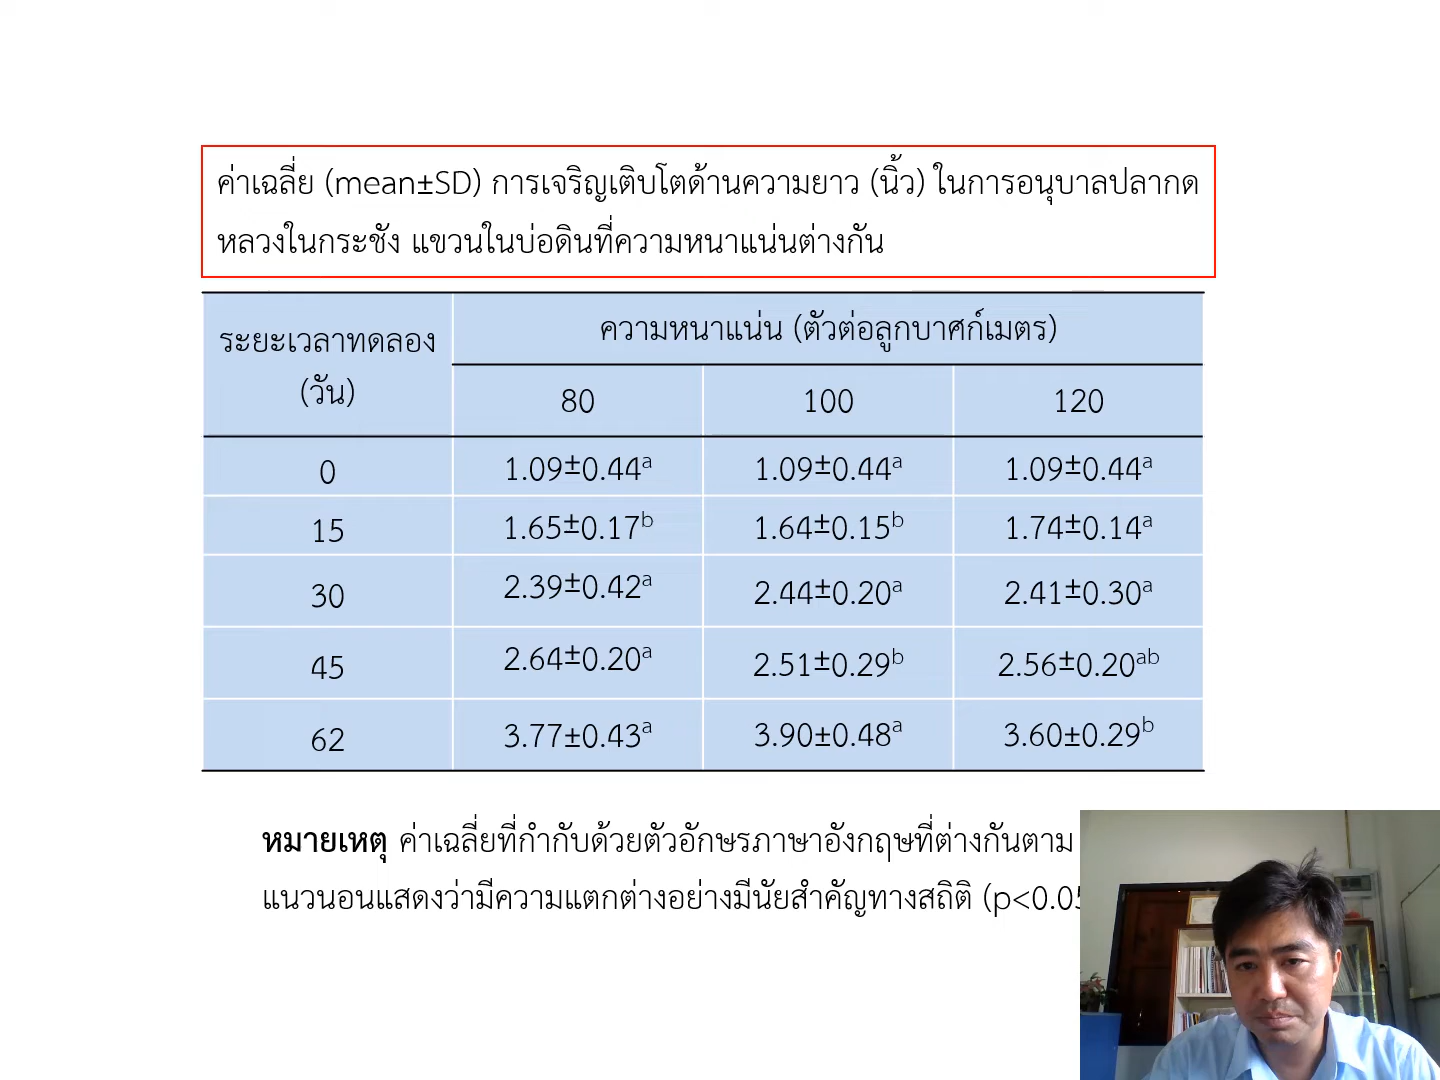 ค่าเฉลี่ย (mean±SD) การเจริญเติบโตด้านความยาว (นิ้ว) ในการอนุบาลปลากด
หลวงในกระชัง แขวนในบ่อดินที่ความหนาแน่นต่างกัน
ระยะเวลาทดลอง (วัน) ความหนาแน่น (ตัวต่อลูกบาศก์เมตร)
80 100 120
0 1.09±0.44a 1.09±0.44a 1.09±0.44a
15 1.65±0.17b 1.64±0.15b 1.74±0.14a
30 2.39±0.42a 2.44±0.20a 2.41±0.30a
45 2.64±0.20a 2.51±0.29b 2.56±0.20ab
62 3.77±0.43a 3.90±0.48a 3.60±0.29b
หมายเหตุ ค่าเฉลี่ยที่กำกับด้วยตัวอักษรภาษาอังกฤษที่ต่างกันตาม
แนวนอนแสดงว่ามีความแตกต่างอย่างมีนัยสำคัญทางสถิติ (p<0.05